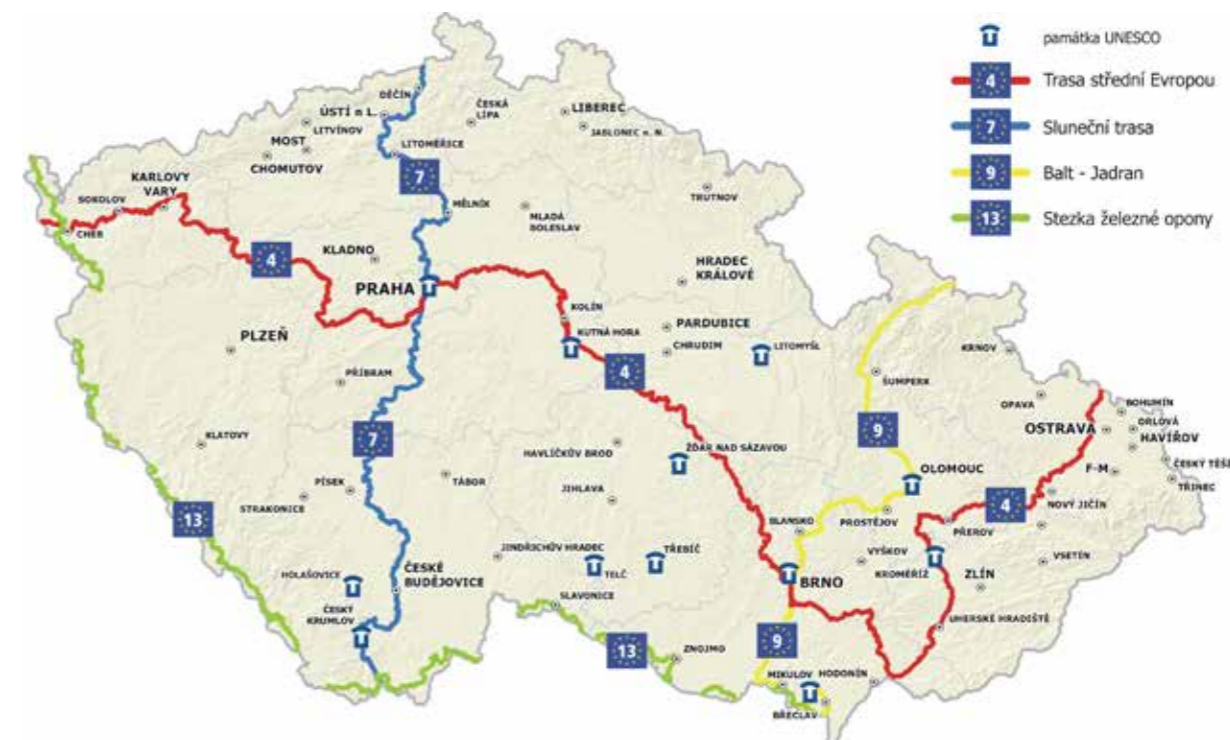 památka UNESCO
4 Trasa střední Evropou
7 Sluneční trasa
9 Balt - Jadran
13 Stezka železné opony
DĚČÍN
ÚSTÍ n L.
ČESKÁ
LÍPA
LIBEREC
JABLONEC n. N.
LITVÍNOV
MOST
CHOMUTOV
LITOMĚŘICE
7
TRUTNOV
KARLOVY
VARY
SOKOLOV
CHEB
MĚLNÍK
MLADÁ
BOLESLAV
4
KLADNO
PRAHA
HRADEC
KRÁLOVÉ
KOLÍN
KUTNÁ HORA
PARDUBICE
CHRUDIM
LITOMYŠL
4
PLZEŇ
PŘÍBRAM
KRNOV
ŠUMPERK
OPAVA
BOHUMÍN
ORLOVÁ
OSTRAVA
HAVÍŘOV
ČESKÝ TĚŠ
F-M
TŘINEC
KLATOVY
7
9
HAVLÍČKŮV BROD
ŽĎÁR NAD SÁZAVOU
OLOMOUC
PÍSEK
TÁBOR
JIHLAVA
STRAKONICE
13
BLANSKO
PROSTĚJOV
PŘEROV
4
NOVÝ JIČÍN
VYŠKOV
KROMĚŘÍŽ
VSETÍN
ZLÍN
JINDŘICHŮV HRADEC
TELČ
TŘEBÍČ
BRNO
HOLAŠOVICE
ČESKÉ
BUDĚJOVICE
ČESKÝ
KRUMLOV
SLAVONICE
UHERSKÉ HRADIŠTĚ
13
ZNOJMO
9
MIKULOV
HODONÍN
BŘECLAV